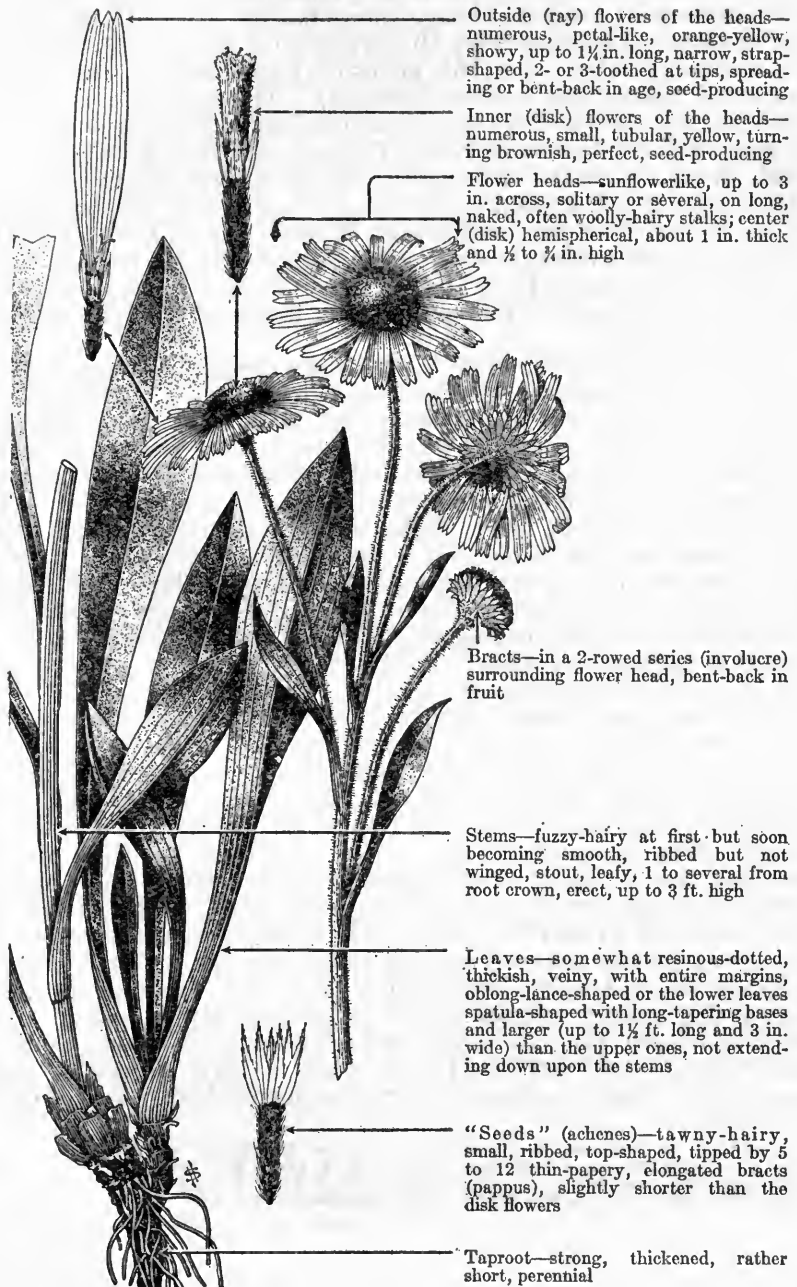 Outside (ray) flowers of the heads—
numerous, petal-like, orange-yellow,
showy, up to 1¼ in. long, narrow, strap-
shaped, 2- or 3-toothed at tips, spread-
ing or bent-back in age, seed-producing
Inner (disk) flowers of the heads—
numerous, small, tubular, yellow, turn-
ing brownish, perfect, seed-producing
Flower heads—sunflowerlike, up to 3
in. across, solitary or several, on long,
naked, often woolly-hairy stalks; center
(disk) hemispherical, about 1 in. thick
and ½ to ¾ in. high
Bracts—in a 2-rowed series (involucre)
surrounding flower head, bent-back in
fruit
Stems—fuzzy-hairy at first but soon
becoming smooth, ribbed but not
winged, stout, leafy, 1 to several from
root crown, erect, up to 3 ft. high
Leaves—somewhat resinous-dotted,
thickish, veiny, with entire margins,
oblong-lance-shaped or the lower leaves
spatula-shaped with long-tapering bases
and larger (up to 1½ ft. long and 3 in.
wide) than the upper ones, not extend-
ing down upon the stems
"Seeds" (achenes)—tawny-hairy,
small, ribbed, top-shaped, tipped by 5
to 12 thin-papery, elongated bracts
(pappus), slightly shorter than the
disk flowers
Taproot—strong, thickened, rather
short, perennial